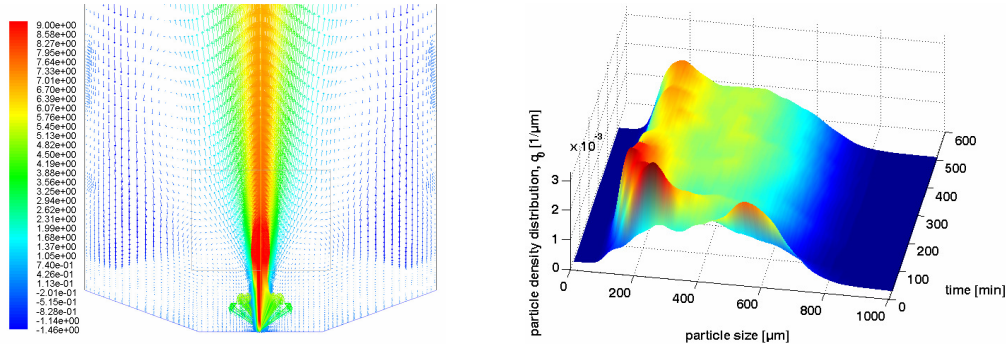 9.00e+00
8.58e+00
8.27e+00
7.95e+00
7.64e+00
7.33e+00
7.01e+00
6.70e+00
6.39e+00
6.07e+00
5.76e+00
5.45e+00
5.13e+00
4.82e+00
4.51e+00
4.19e+00
3.88e+00
3.57e+00
3.25e+00
2.94e+00
2.62e+00
2.31e+00
1.99e+00
1.68e+00
1.37e+00
1.05e+00
7.40e-01
4.26e-01
1.13e-01
-2.01e-01
-5.15e-01
-8.28e-01
-1.14e+00
-1.46e+00
particle density distribution, q0 [1/µm]
x 10-3
3
2
1
0
0
200
400
600
800
1000
particle size [µm]
0
100
200
300
400
500
600
time [min]